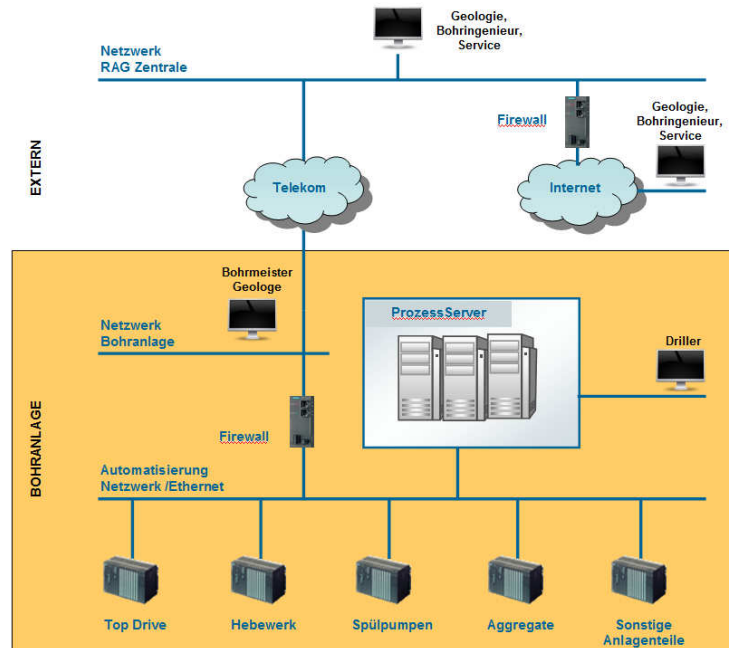 Geologie,
Bohringenieur,
Service
Netzwerk
RAG Zentrale
Firewall
Geologie,
Bohringenieur,
Service
EXTERN
Telekom
Internet
Bohrmeister
Geologe
ProzessServer
Netzwerk
Bohranlage
Driller
BOHRANLAGE
Firewall
Automatisierung
Netzwerk /Ethernet
Top Drive
Hebewerk
Spülpumpen
Aggregate
Sonstige
Anlagenteile